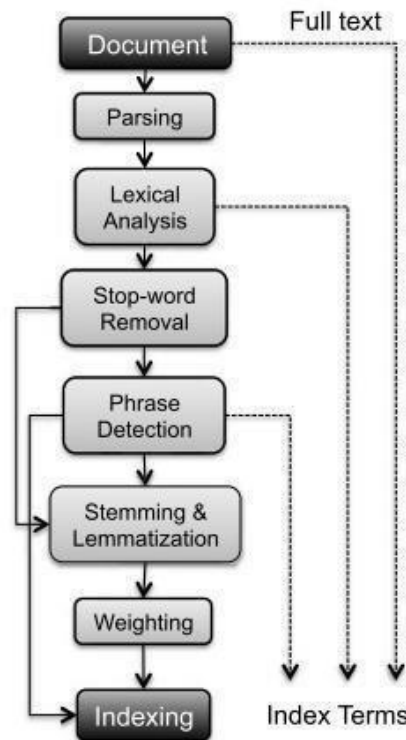 Full text
Document
Parsing
Lexical
Analysis
Stop-word
Removal
Phrase
Detection
Stemming &
Lemmatization
Weighting
Indexing
Index Terms